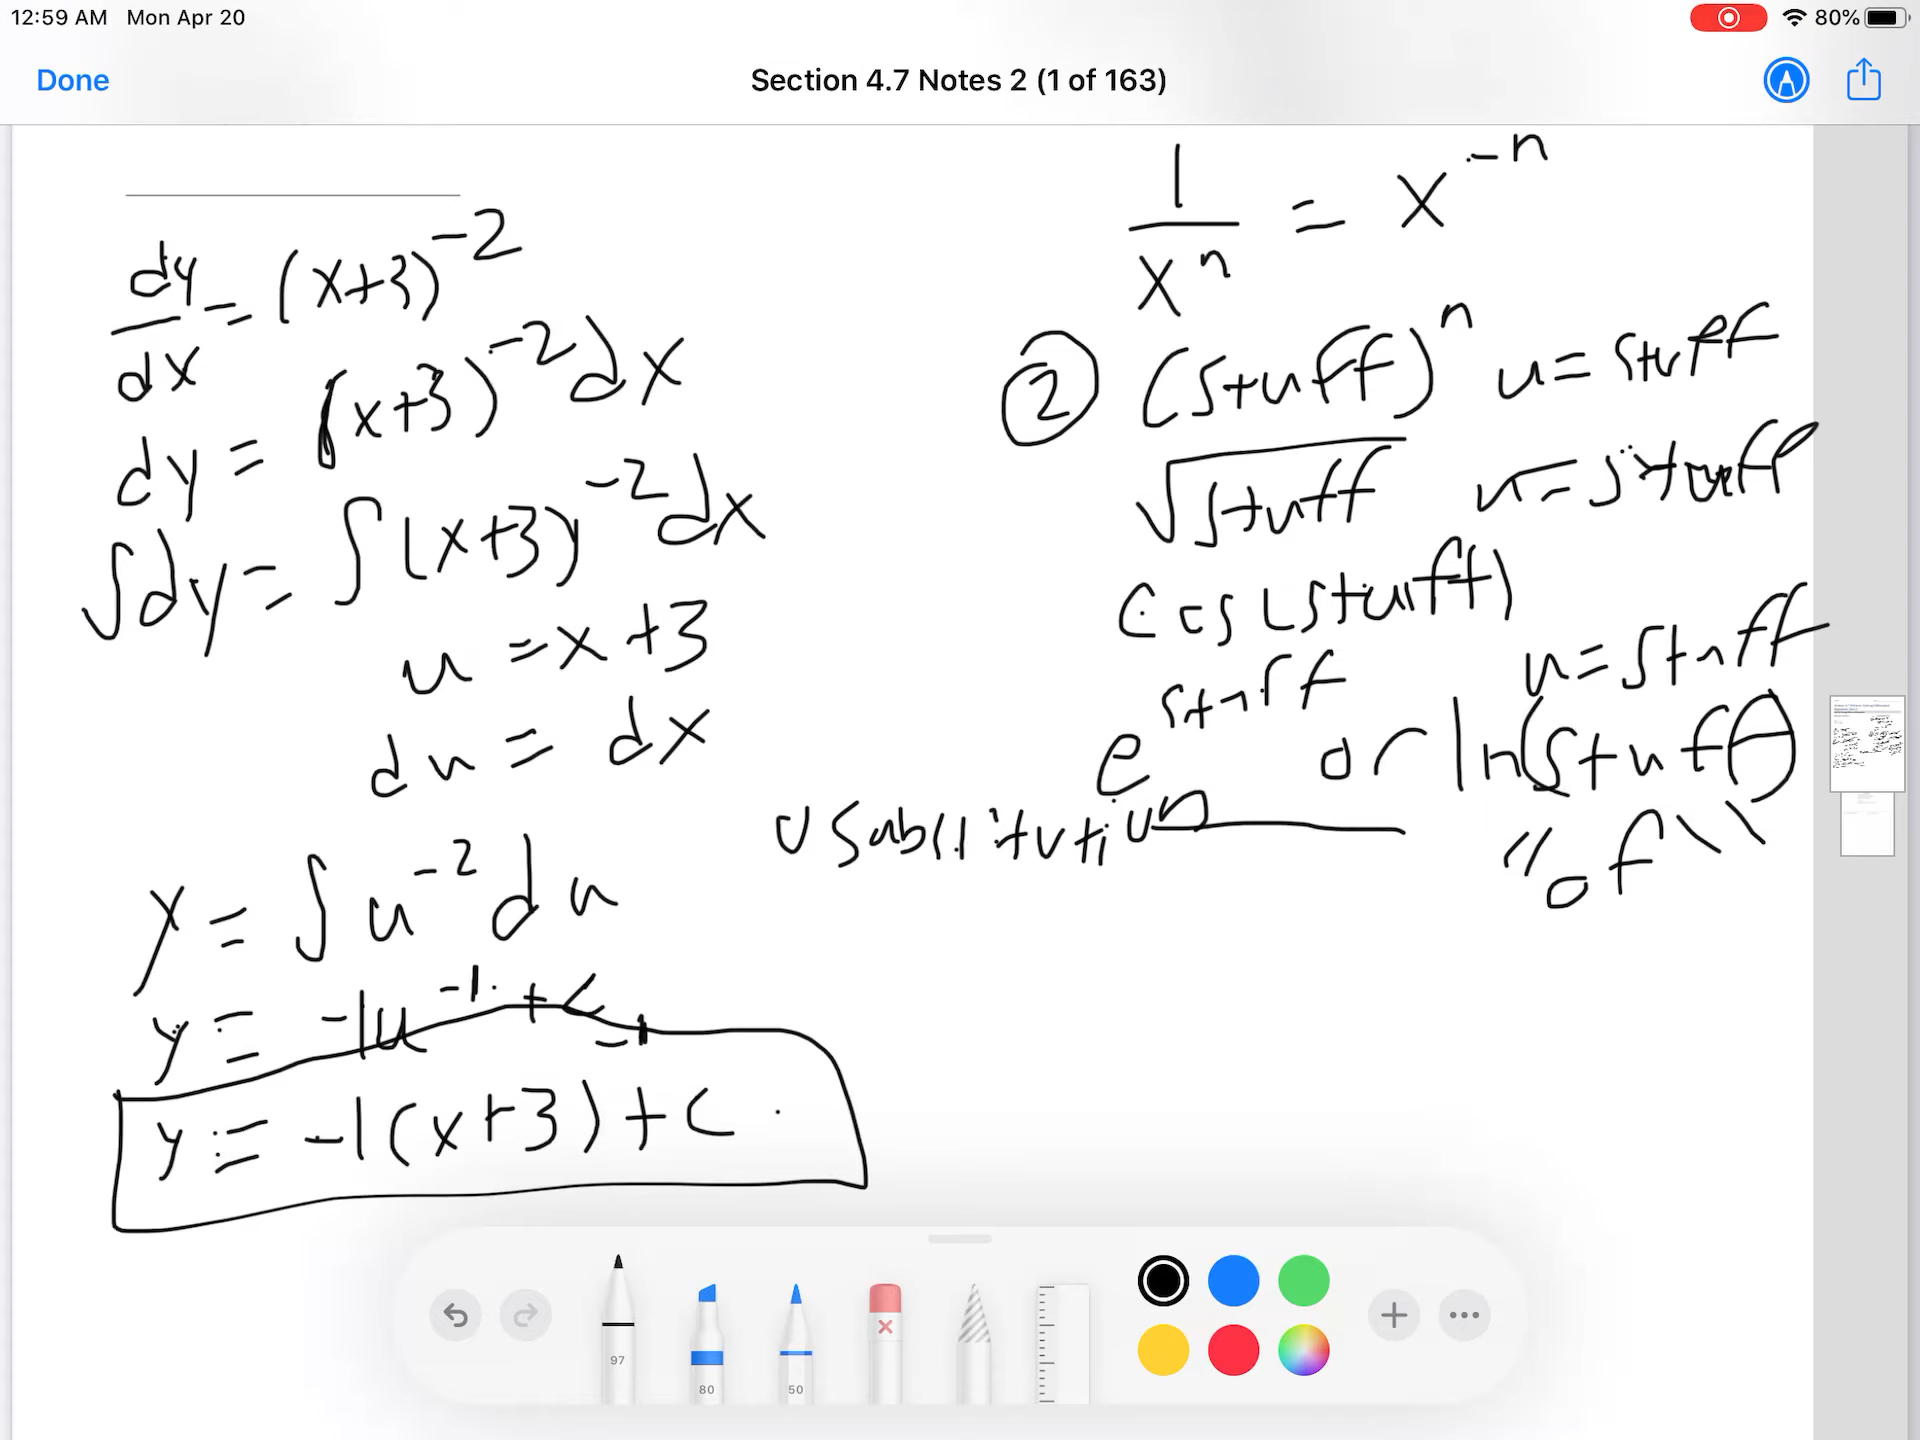 12:59 AM Mon Apr 20
80%
Done
Section 4.7 Notes 2 (1 of 163)
dy/dx = (x+3)^-2
dy = (x+3)^-2 dx
∫dy = ∫(x+3)^-2 dx
u = x+3
du = dx
y = ∫u^-2 du
y = -1u^-1 + C
y = -1(x+3)^-1 + C
1/x^n = x^-n
② (stuff)^n u = stuff
√stuff u = stuff
cos(stuff)
u = stuff
e^stuff or ln(stuff)
U Substitution
"of"
97
80
50